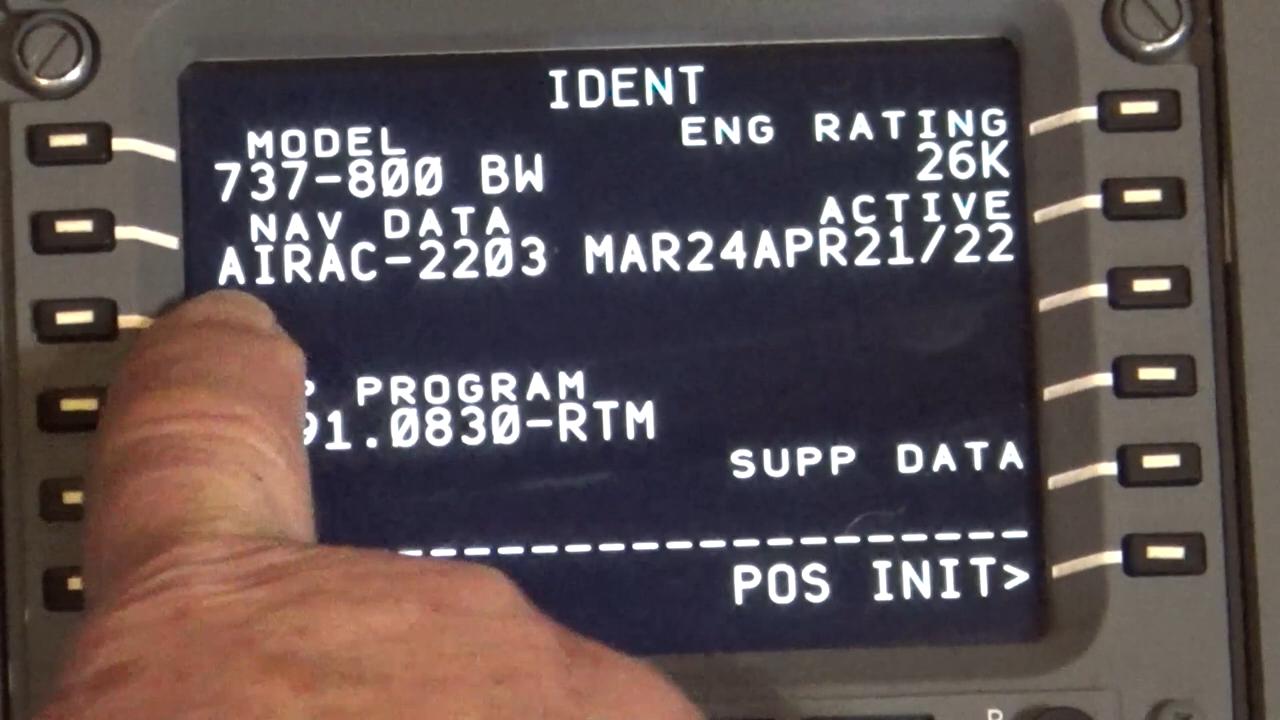 IDENT
MODEL ENG RATING
737-800 BW 26K
NAV DATA ACTIVE
AIRAC-2203 MAR24APR21/22
PROGRAM
91.0830-RTM
SUPP DATA
POS INIT>